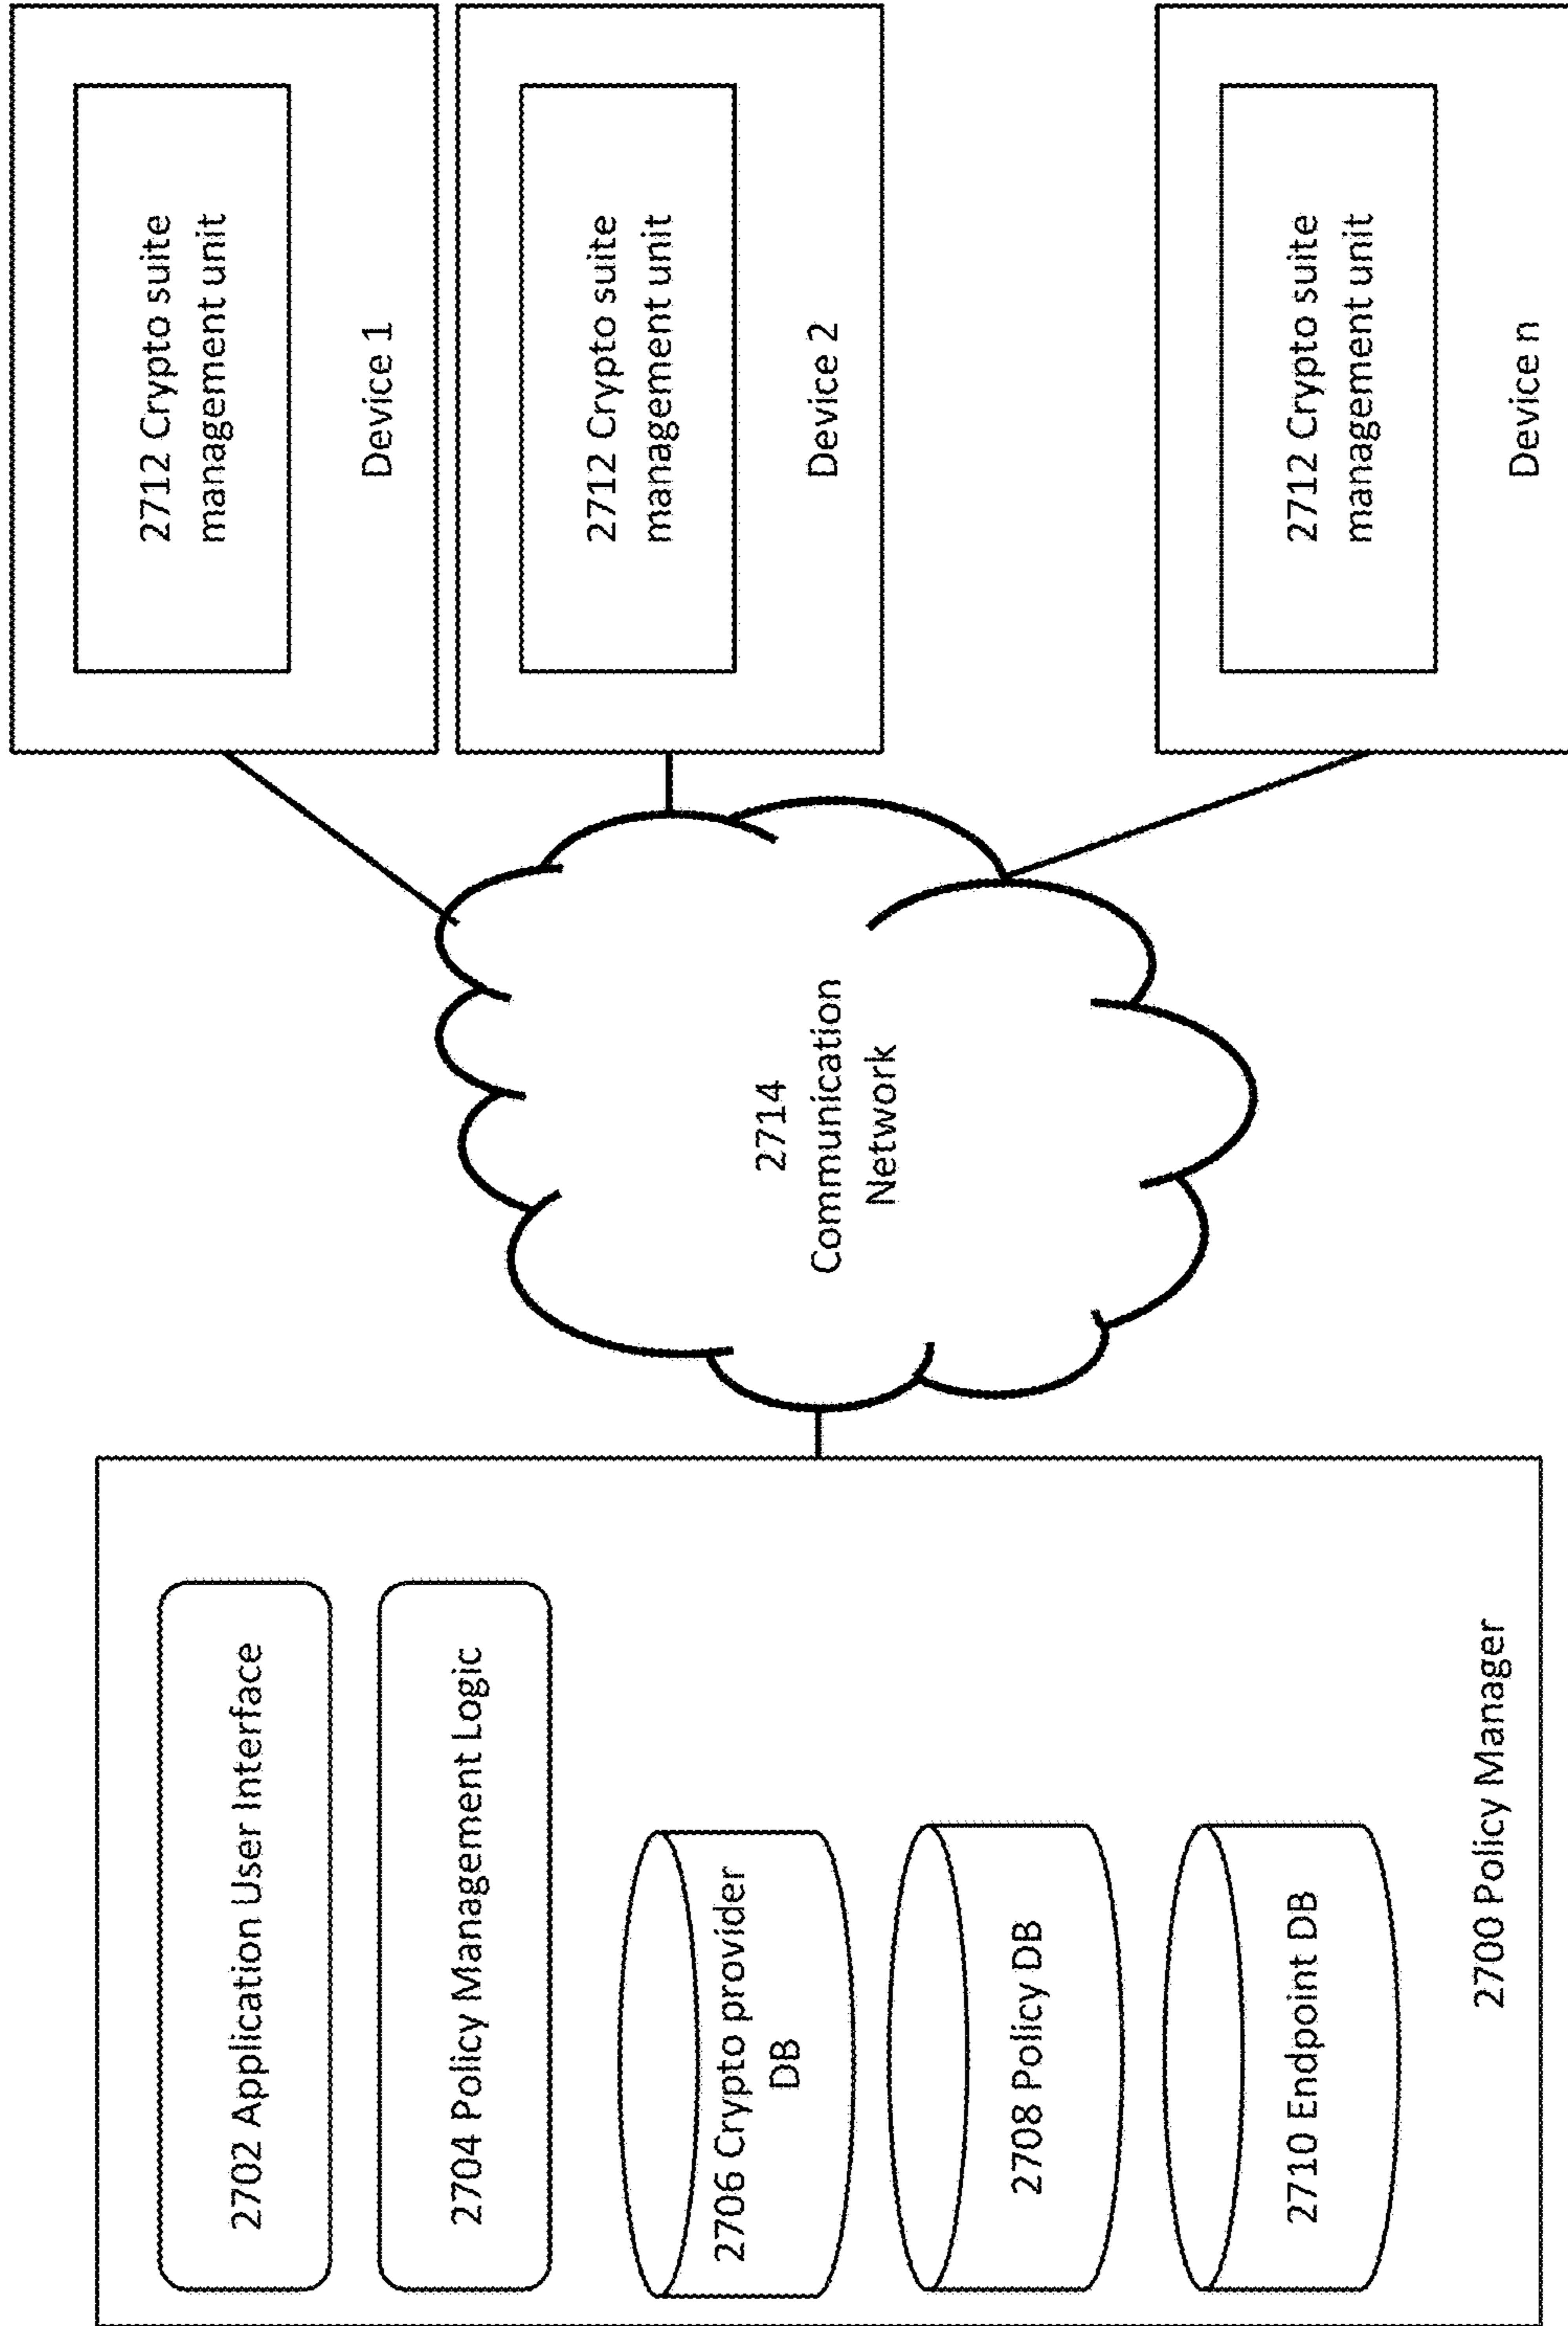 2702 Application User Interface
2704 Policy Management Logic
2706 Crypto provider
DB
2708 Policy DB
2710 Endpoint DB
2700 Policy Manager
2714
Communication
Network
2712 Crypto suite
management unit
Device 1
2712 Crypto suite
management unit
Device 2
2712 Crypto suite
management unit
Device n